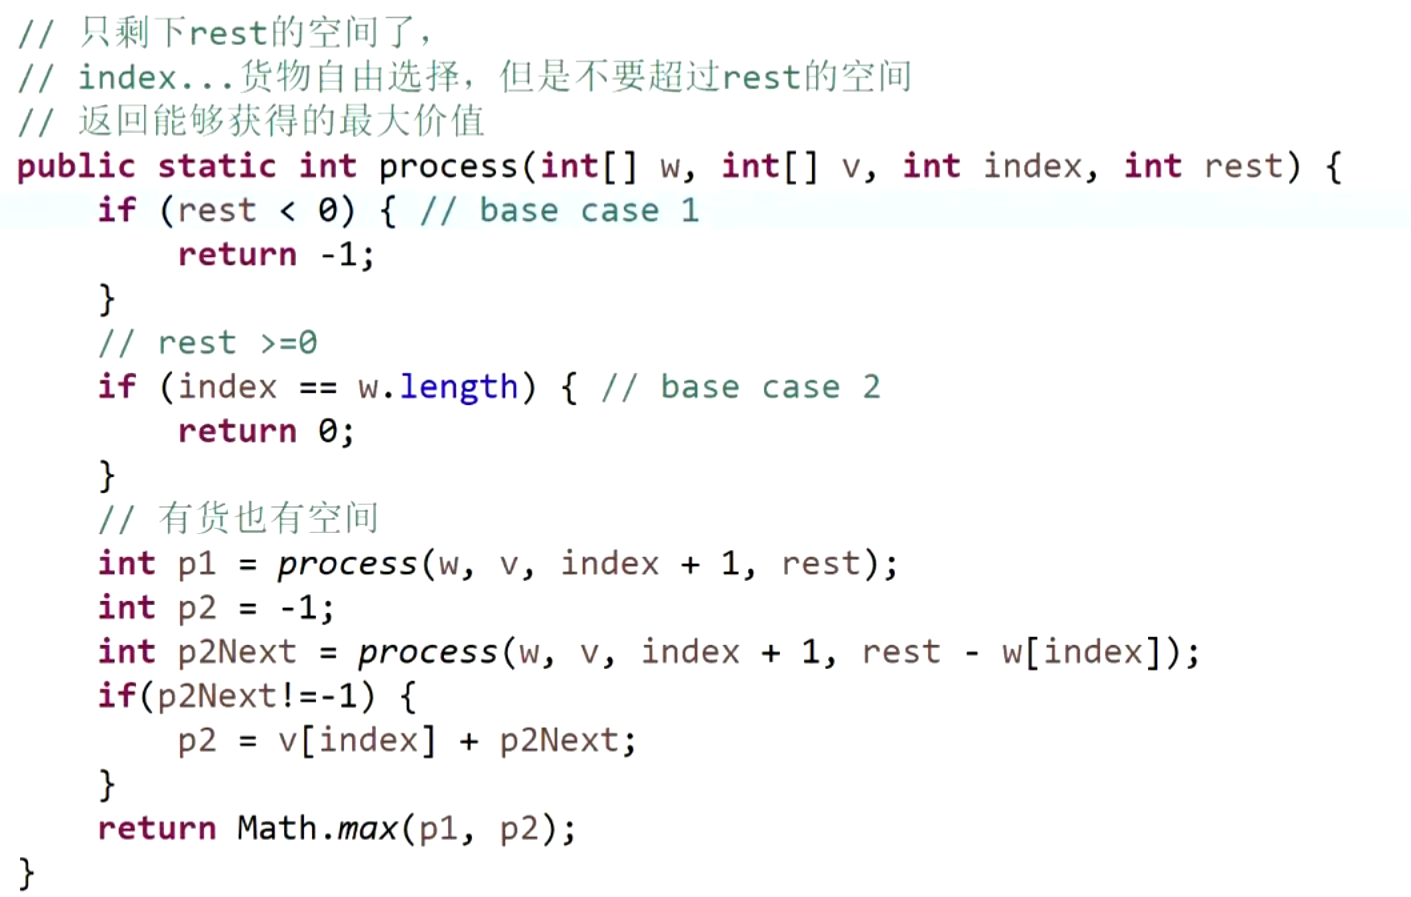 // 只剩下rest的空间了，
// index...货物自由选择，但是不要超过rest的空间
// 返回能够获得的最大价值
public static int process(int[] w, int[] v, int index, int rest) {
    if (rest < 0) { // base case 1
        return -1;
    }
    // rest >=0
    if (index == w.length) { // base case 2
        return 0;
    }
    // 有货也有空间
    int p1 = process(w, v, index + 1, rest);
    int p2 = -1;
    int p2Next = process(w, v, index + 1, rest - w[index]);
    if(p2Next!=-1) {
        p2 = v[index] + p2Next;
    }
    return Math.max(p1, p2);
}